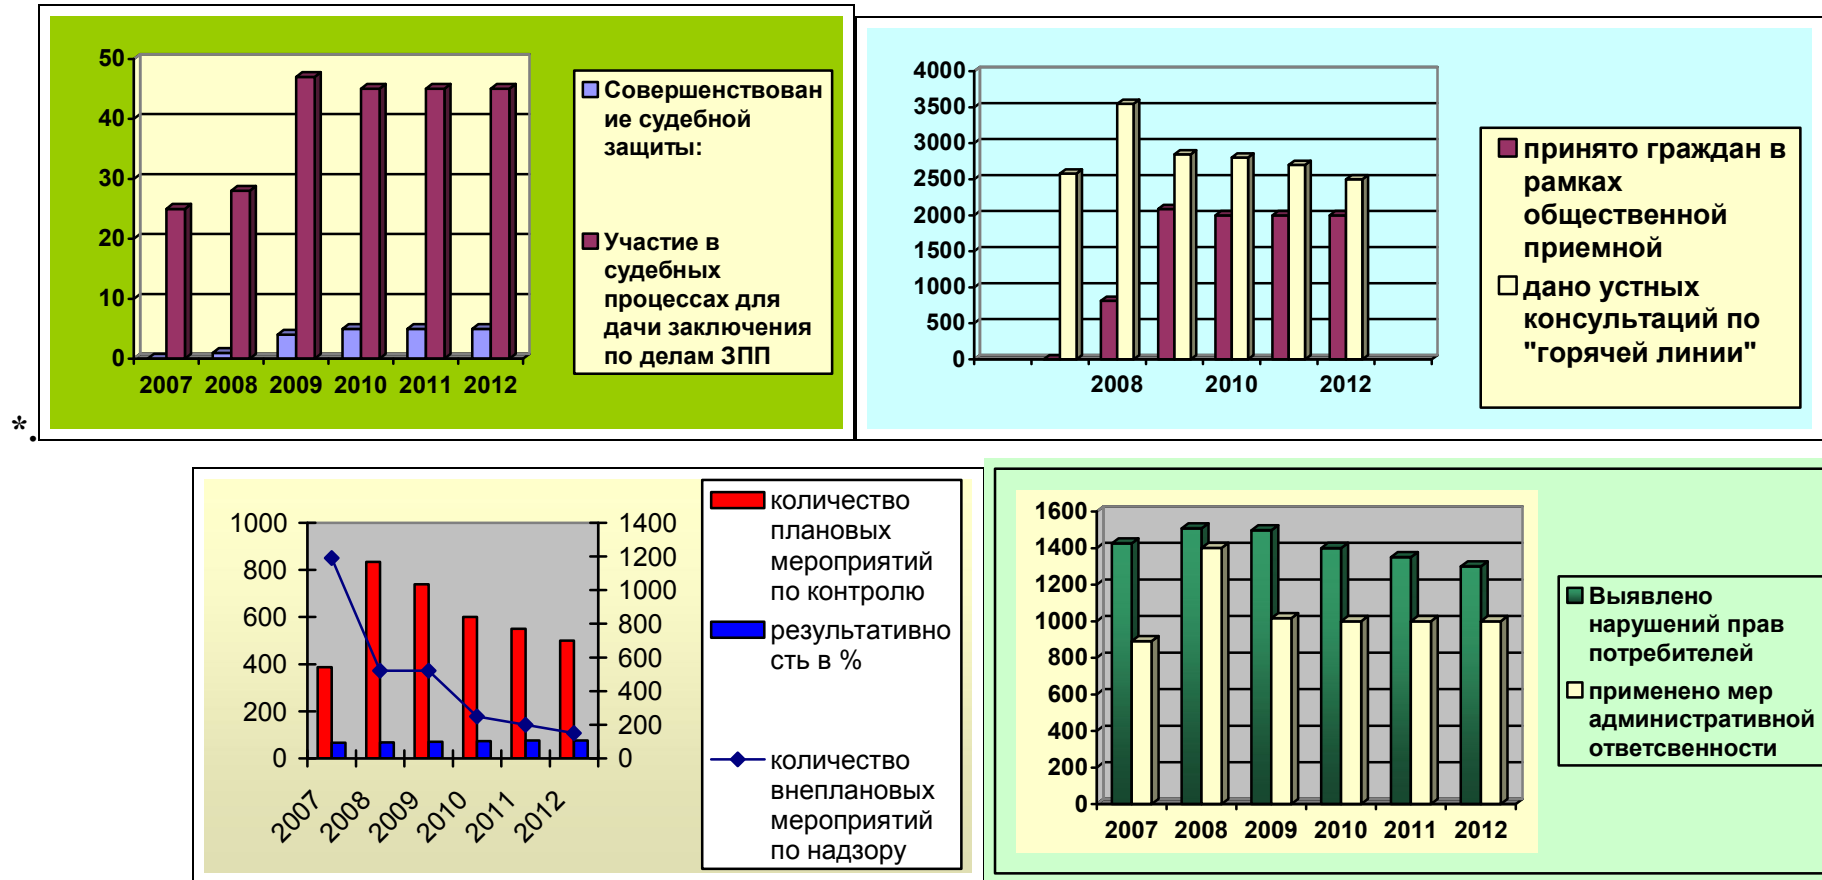 50
40
30
20
10
0
2007 2008 2009 2010 2011 2012
Совершенствован
ие судебной
защиты:
Участие в
судебных
процессах для
дачи заключения
по делам ЗПП
4000
3500
3000
2500
2000
1500
1000
500
0
2008 2010 2012
принято граждан в
рамках
общественной
приемной
дано устных
консультаций по
"горячей линии"
*.
1000
800
600
400
200
0
1400
1200
1000
800
600
400
200
0
2007 2008 2009 2010 2011 2012
количество
плановых
мероприятий
по контролю
результативно
сть в %
количество
внеплановых
мероприятий
по надзору
1600
1400
1200
1000
800
600
400
200
0
2007 2008 2009 2010 2011 2012
Выявлено
нарушений прав
потребителей
применено мер
административной
ответсвенности